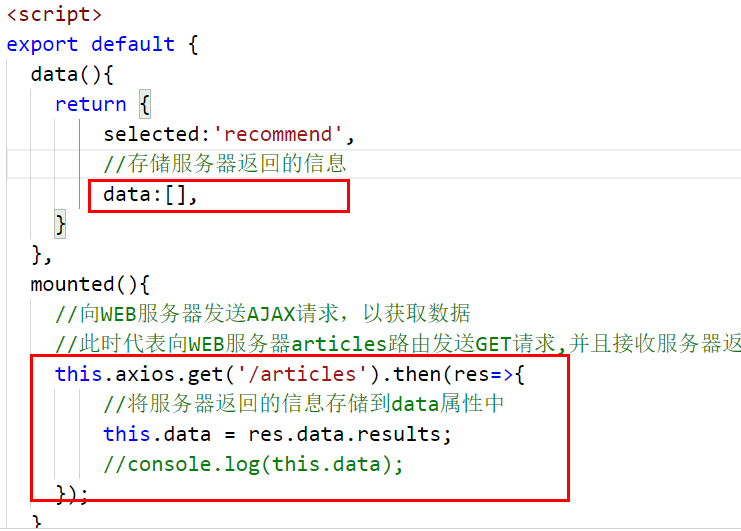 <script>
export default {
  data(){
    return {
        selected:'recommend',
        //存储服务器返回的信息
        data:[],
    }
  },
  mounted(){
    //向WEB服务器发送AJAX请求，以获取数据
    //此时代表向WEB服务器articles路由发送GET请求,并且接收服务器返
    this.axios.get('/articles').then(res=>{
        //将服务器返回的信息存储到data属性中
        this.data = res.data.results;
        //console.log(this.data);
    });
  }